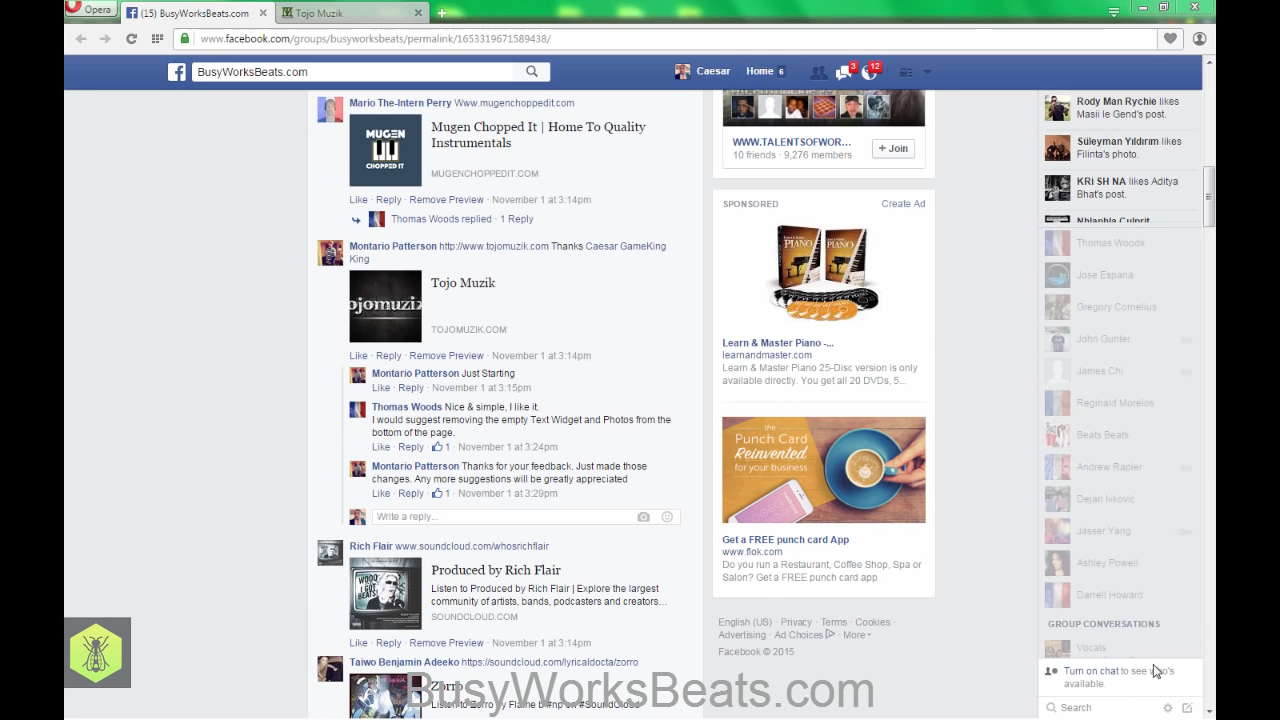 Opera
(15) BusyWorksBeats.com
Tojo Muzik
www.facebook.com/groups/busyworksbeats/permalink/1653319671589438/
BusyWorksBeats.com
Caesar
Home 6
3
12
Mario The-Intern Perry Www.mugenchoppedit.com
MUGEN
CHOPPED IT
Mugen Chopped It | Home To Quality
Instrumentals
MUGENCHOPPEDIT.COM
Like · Reply · Remove Preview · November 1 at 3:14pm
Thomas Woods replied · 1 Reply
Montario Patterson http://www.tojomuzik.com Thanks Caesar GameKing
King
ojomuzi
Tojo Muzik
TOJOMUZIK.COM
Like · Reply · Remove Preview · November 1 at 3:14pm
Montario Patterson Just Starting
Like · Reply · November 1 at 3:15pm
Thomas Woods Nice & simple, I like it.
I would suggest removing the empty Text Widget and Photos from the
bottom of the page.
Like · Reply · 1 · November 1 at 3:24pm
Montario Patterson Thanks for your feedback. Just made those
changes. Any more suggestions will be greatly appreciated
Like · Reply · 1 · November 1 at 3:29pm
Write a reply...
Rich Flair www.soundcloud.com/whosrichflair
WOOO
I GOT
BEATS
Produced by Rich Flair
Listen to Produced by Rich Flair | Explore the largest
community of artists, bands, podcasters and creators...
SOUNDCLOUD.COM
Like · Reply · Remove Preview · November 1 at 3:14pm
Taiwo Benjamin Adeeko https://soundcloud.com/lyricaldocta/zorro
Zorro
Listen to Zorro by Flame b #np on #SoundCloud
WWW.TALENTSOFWOR...
10 friends · 9,276 members
+ Join
SPONSORED
Create Ad
PIANO
PIANO
Learn & Master Piano -...
learnandmaster.com
Learn & Master Piano 25-Disc version is only
available directly. You get all 20 DVDs, 5...
the
Punch Card
Reinvented
for your business
Get a FREE punch card App
www.flok.com
Do you run a Restaurant, Coffee Shop, Spa or
Salon? Get a FREE punch card app
English (US) · Privacy · Terms · Cookies ·
Advertising · Ad Choices · More
Facebook © 2015
Rody Man Rychie likes
Masii le Gend's post.
Süleyman Yıldırım likes
Filinta's photo.
KRi SH NA likes Aditya
Bhat's post.
Thomas Woods
Jose Espana
Gregory Cornelius
John Gunter
James Chi
Reginald Morelos
Beats Beats
Andrew Rapier
Dejan Ivkovic
Jasser Yang
Ashley Powell
Darrell Howard
GROUP CONVERSATIONS
Vocals
Turn on chat to see who's
available.
Search
BusyWorksBeats.com